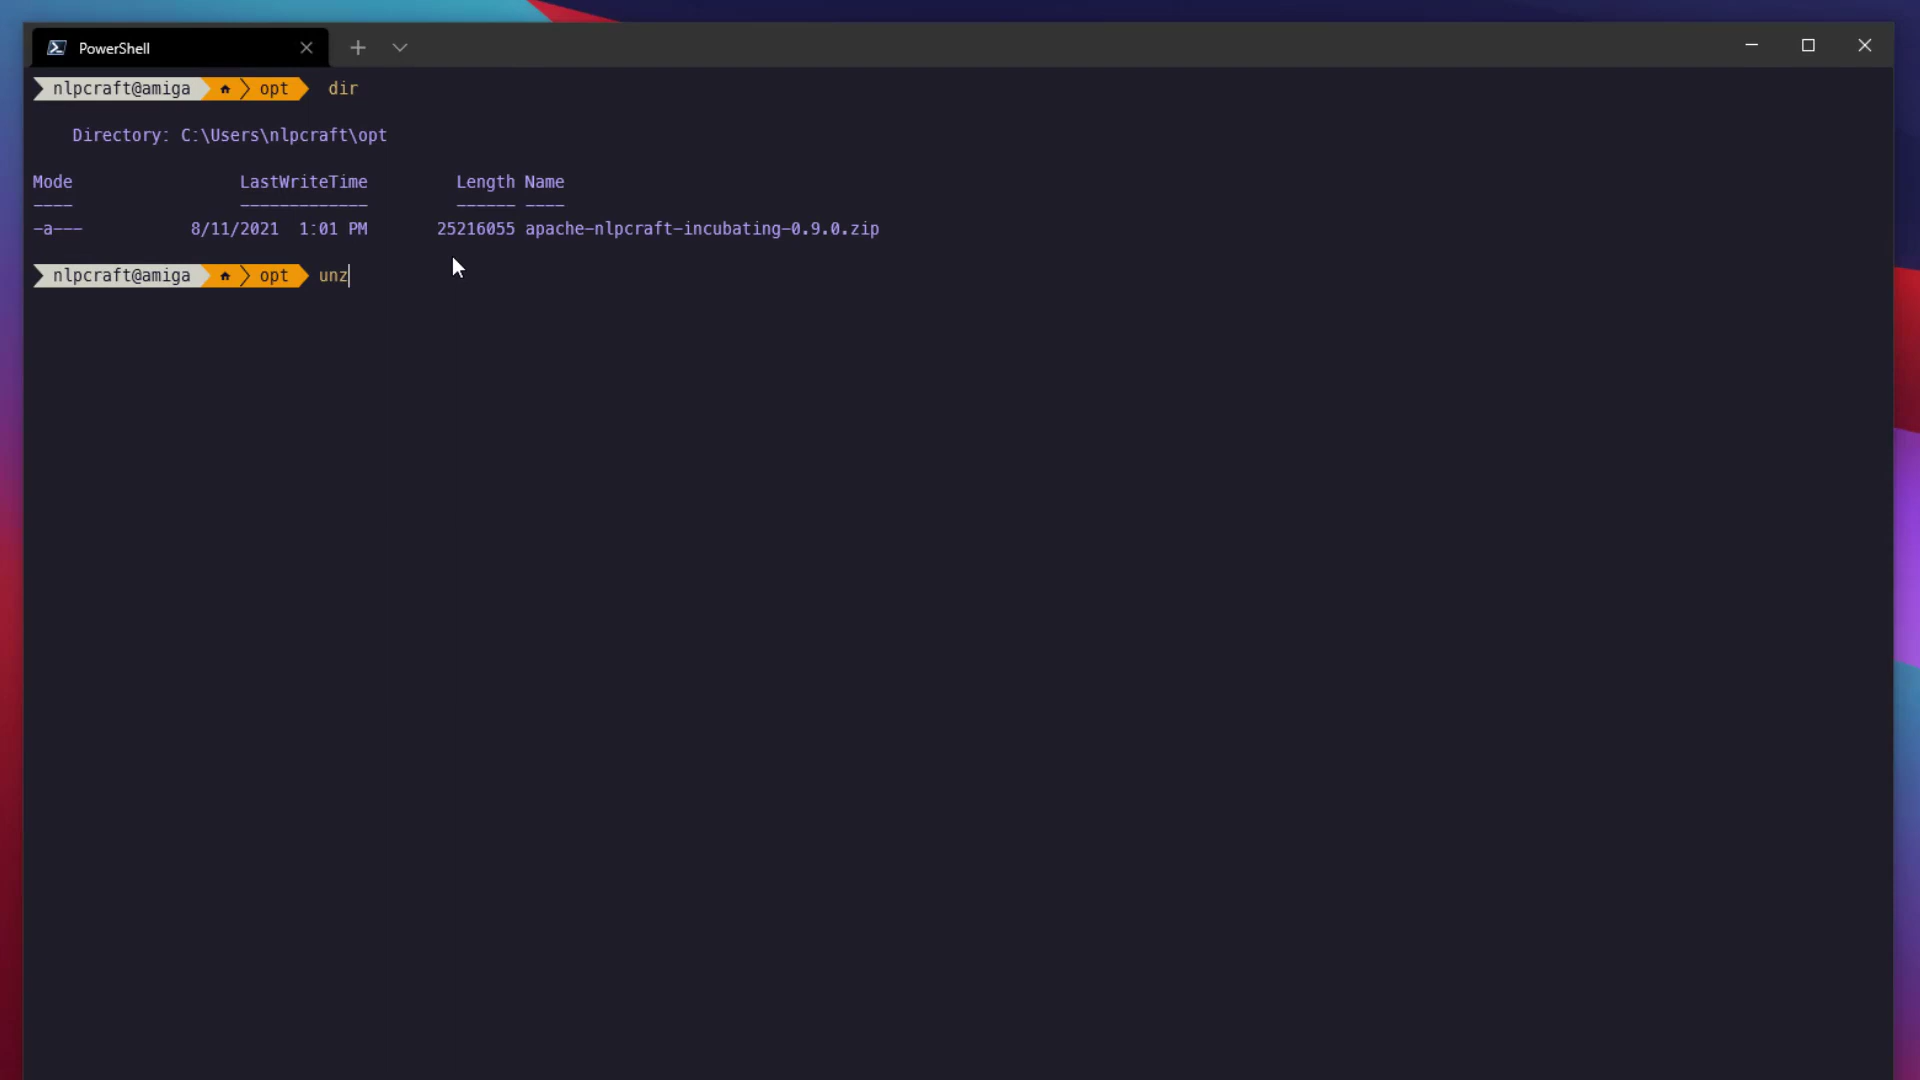 PowerShell
nlpcraft@amiga opt dir
Directory: C:\Users\nlpcraft\opt
Mode LastWriteTime Length Name
---- ------------- ------ ----
-a--- 8/11/2021 1:01 PM 25216055 apache-nlpcraft-incubating-0.9.0.zip
nlpcraft@amiga opt unz